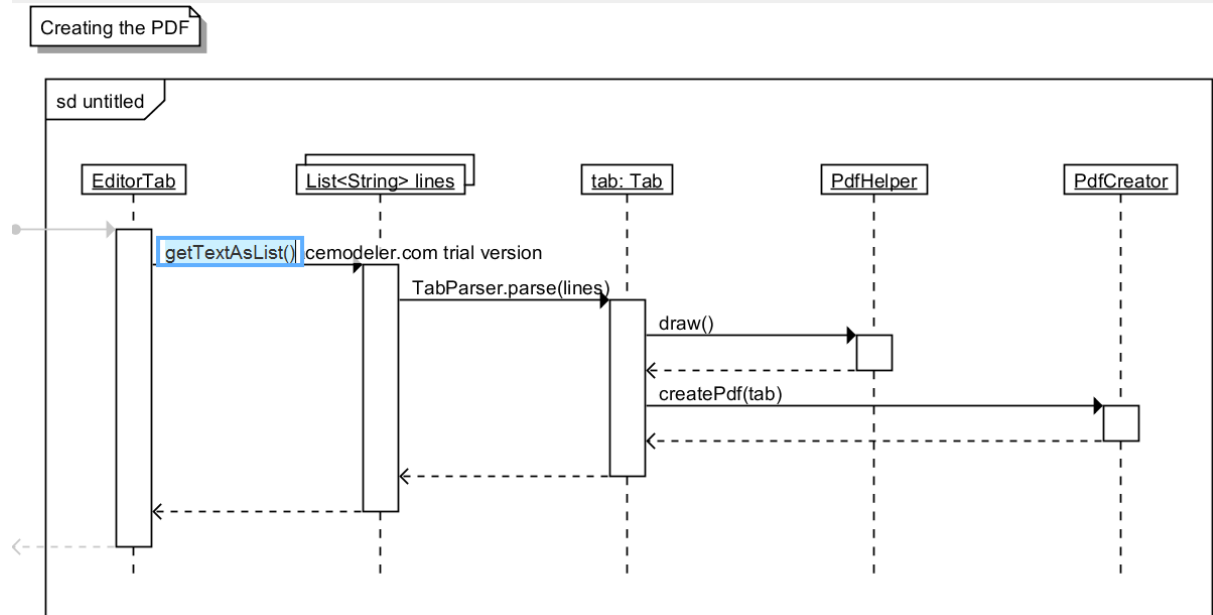 Creating the PDF
sd untitled
EditorTab
List<String> lines
tab: Tab
PdfHelper
PdfCreator
getTextAsList() cemodeler.com trial version
TabParser.parse(lines)
draw()
createPdf(tab)